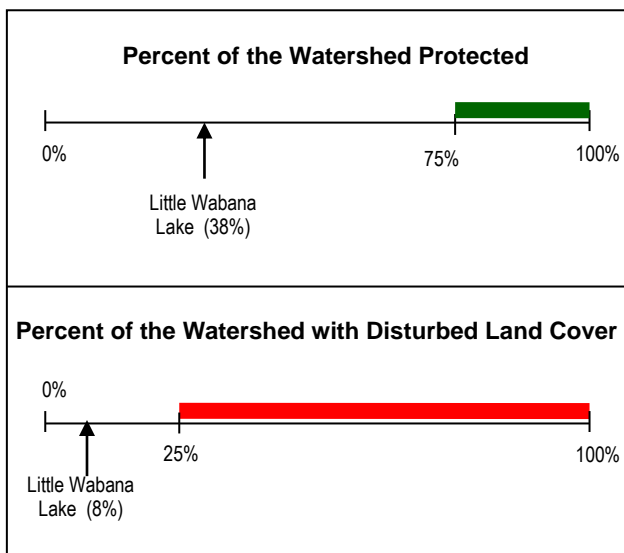 Percent of the Watershed Protected
0%
75%
100%
Little Wabana
Lake (38%)
Percent of the Watershed with Disturbed Land Cover
0%
25%
100%
Little Wabana
Lake (8%)